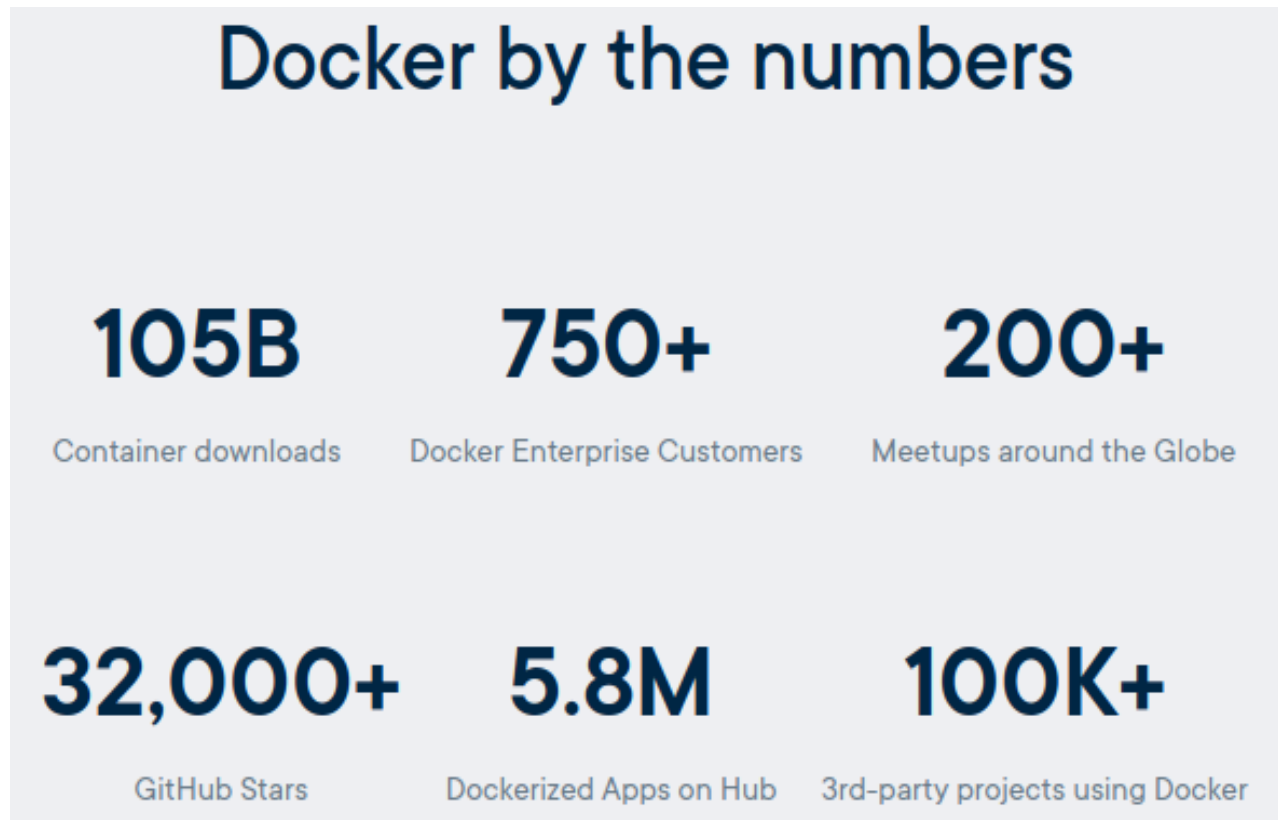 Docker by the numbers
105B 750+ 200+
Container downloads Docker Enterprise Customers Meetups around the Globe
32,000+ 5.8M 100K+
GitHub Stars Dockerized Apps on Hub 3rd-party projects using Docker